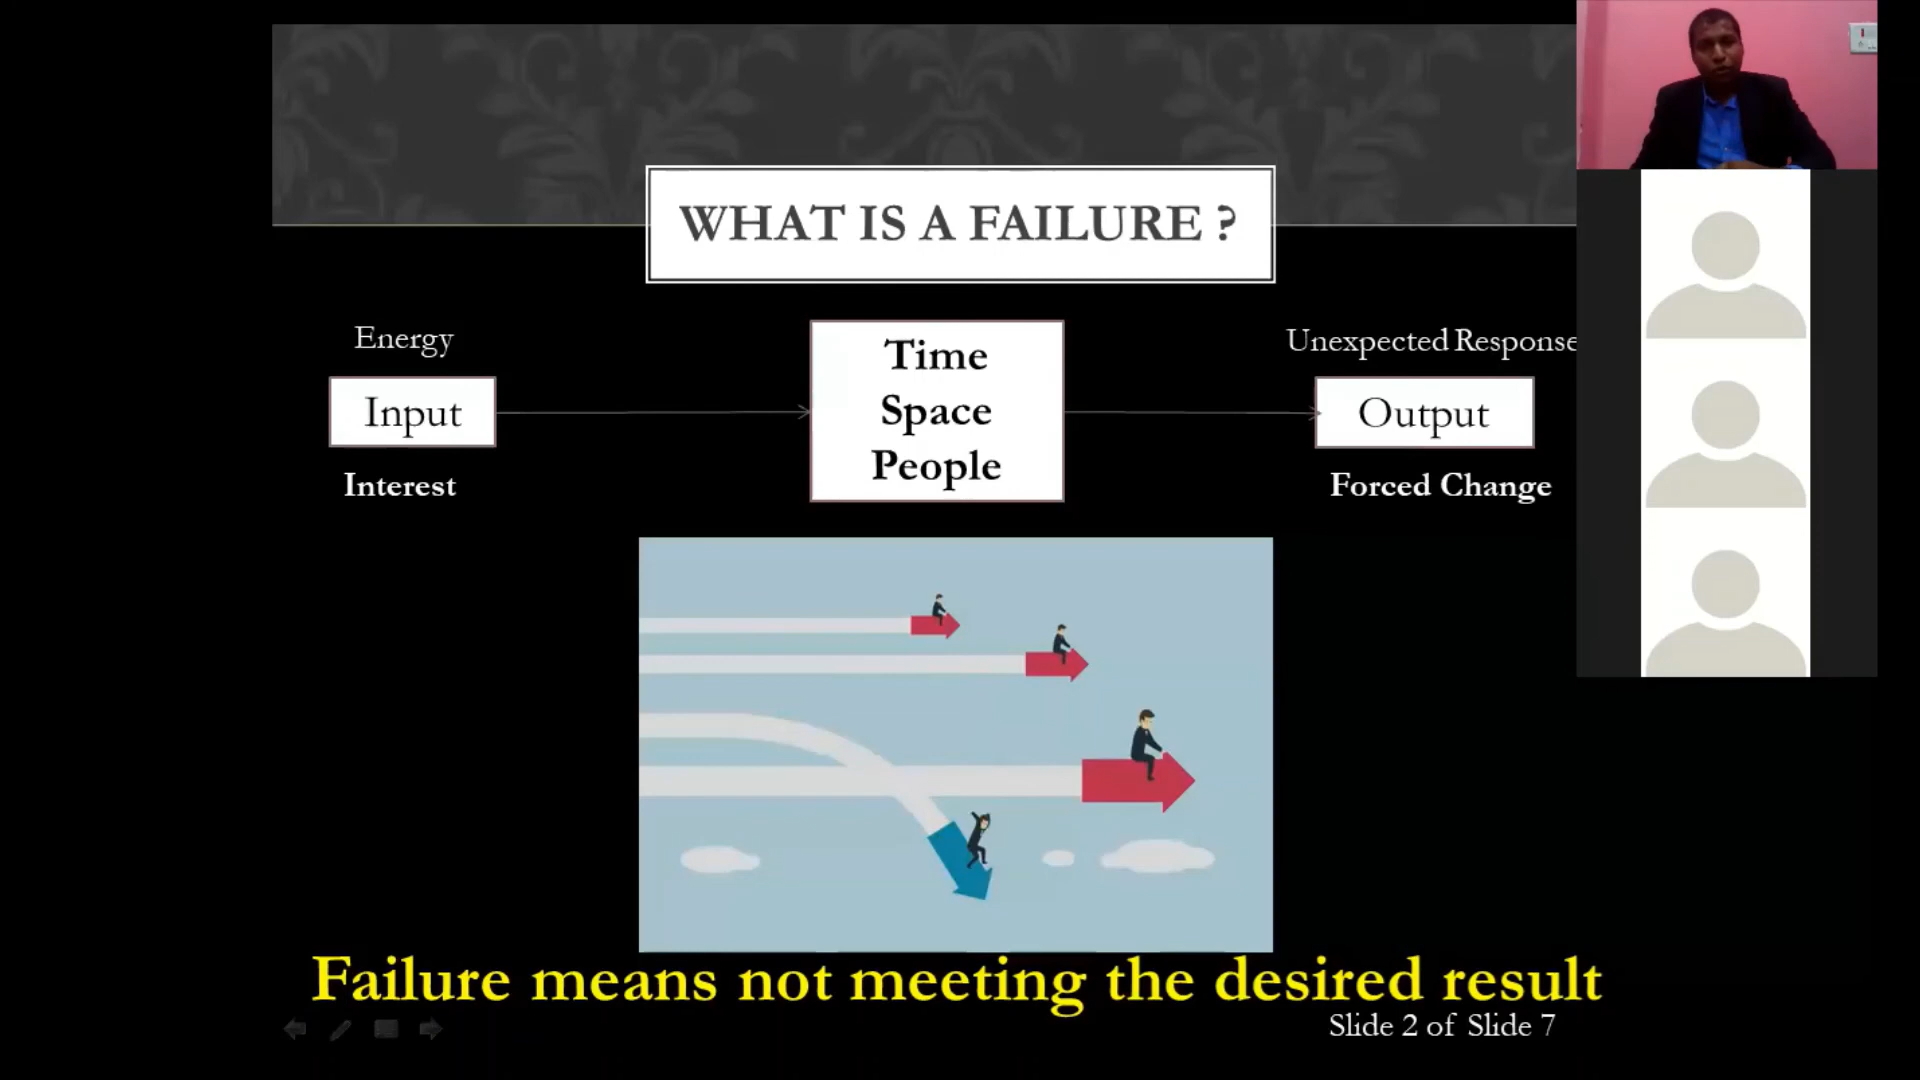 WHAT IS A FAILURE ?
Energy
Input
Interest
Time
Space
People
Unexpected Response
Output
Forced Change
Failure means not meeting the desired result
Slide 2 of Slide 7